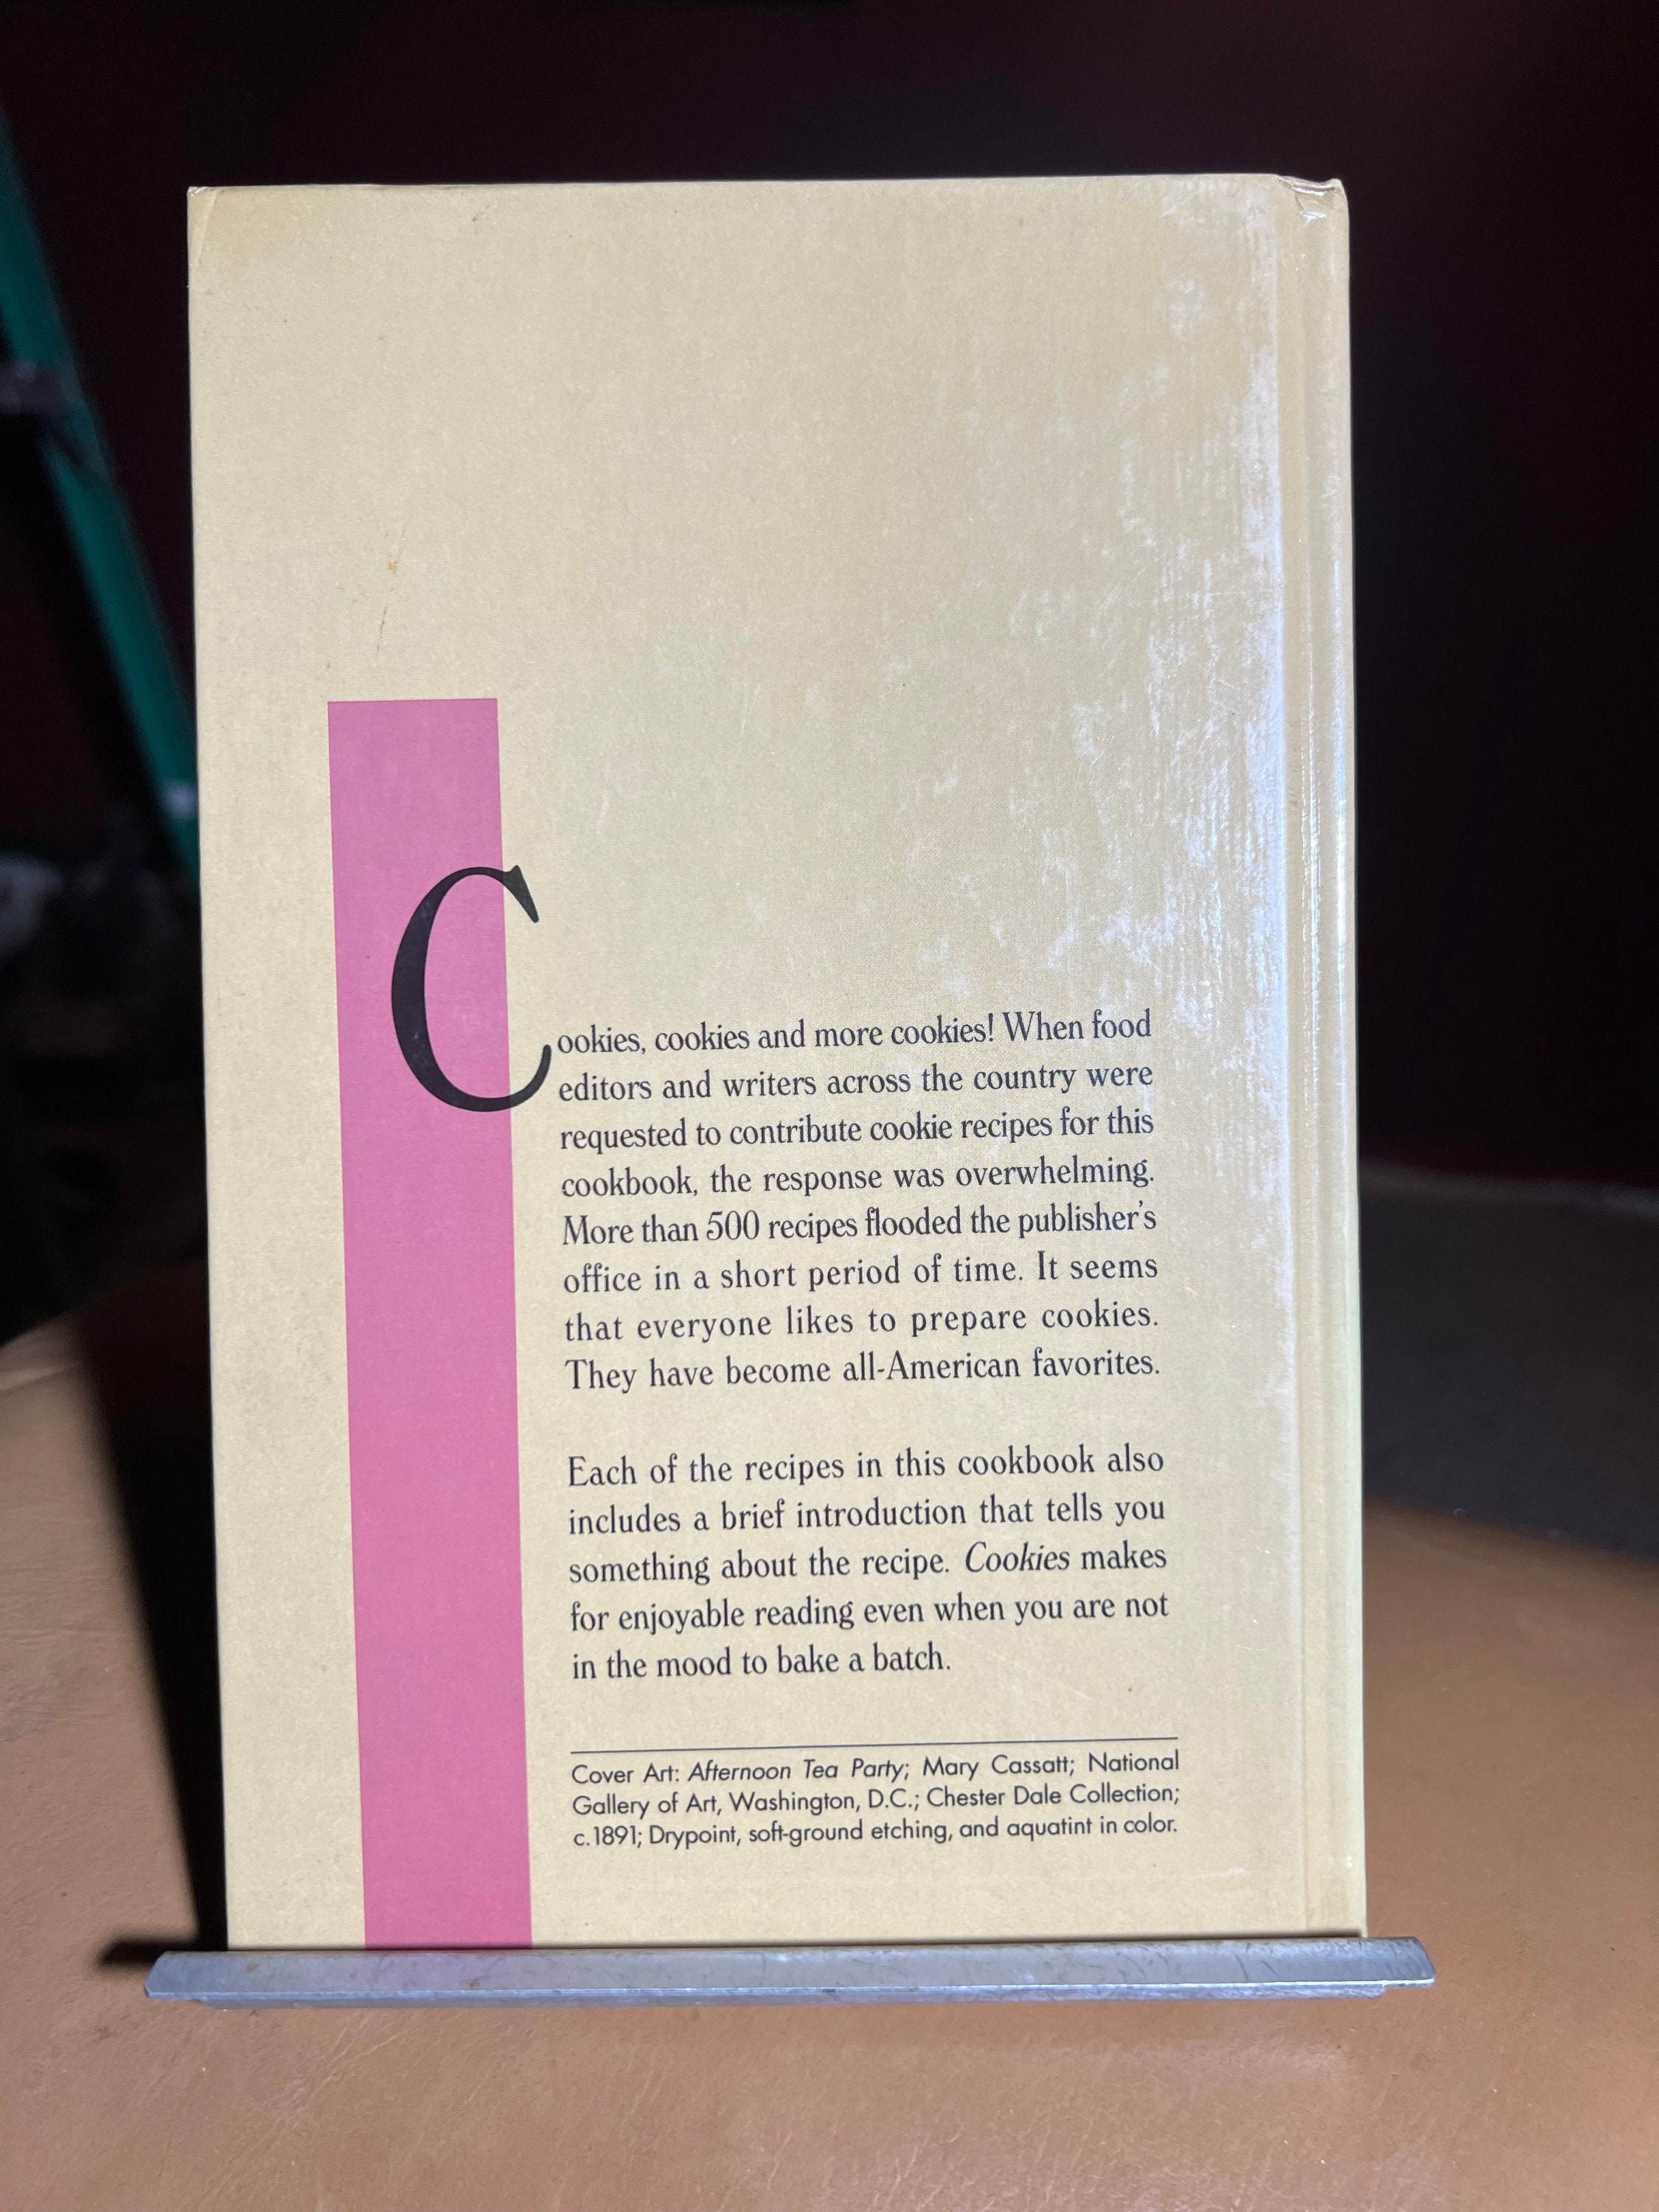 Cookies, cookies and more cookies! When food
editors and writers across the country were
requested to contribute cookie recipes for this
cookbook, the response was overwhelming.
More than 500 recipes flooded the publisher's
office in a short period of time. It seems
that everyone likes to prepare cookies.
They have become all-American favorites.
Each of the recipes in this cookbook also
includes a brief introduction that tells you
something about the recipe. Cookies makes
for enjoyable reading even when you are not
in the mood to bake a batch.
Cover Art: Afternoon Tea Party; Mary Cassatt; National
Gallery of Art, Washington, D.C.; Chester Dale Collection;
c.1891; Drypoint, soft-ground etching, and aquatint in color.